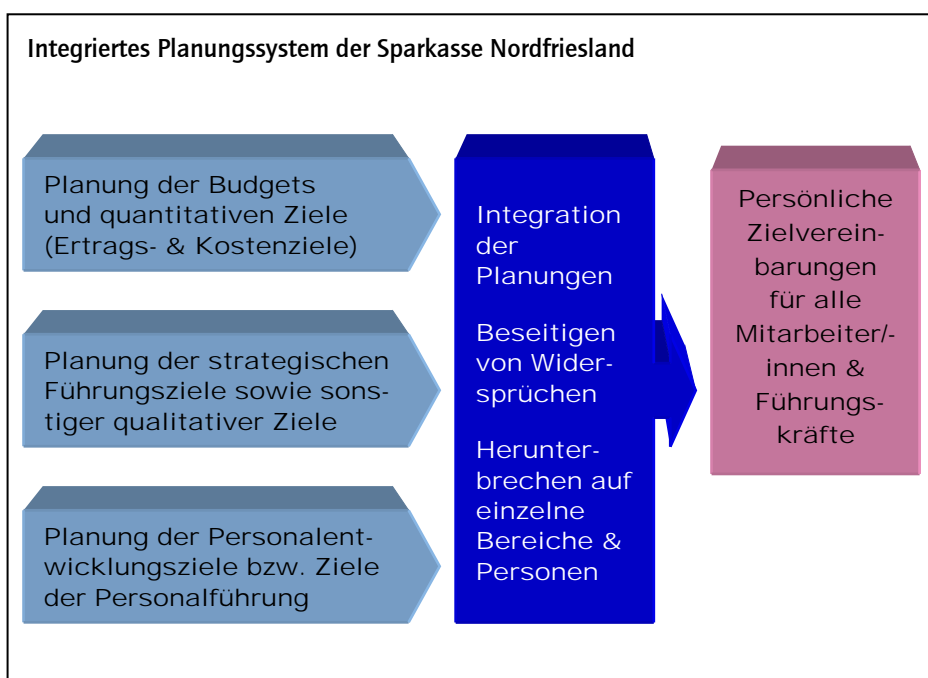 Integriertes Planungssystem der Sparkasse Nordfriesland
Planung der Budgets
und quantitativen Ziele
(Ertrags- & Kostenziele)
Planung der strategischen
Führungsziele sowie sons-
tiger qualitativer Ziele
Planung der Personalent-
wicklungsziele bzw. Ziele
der Personalführung
Integration
der
Planungen
Beseitigen
von Wider-
sprüchen
Herunter-
brechen auf
einzelne
Bereiche &
Personen
Persönliche
Zielverein-
barungen
für alle
Mitarbeiter/-
innen &
Führungs-
kräfte